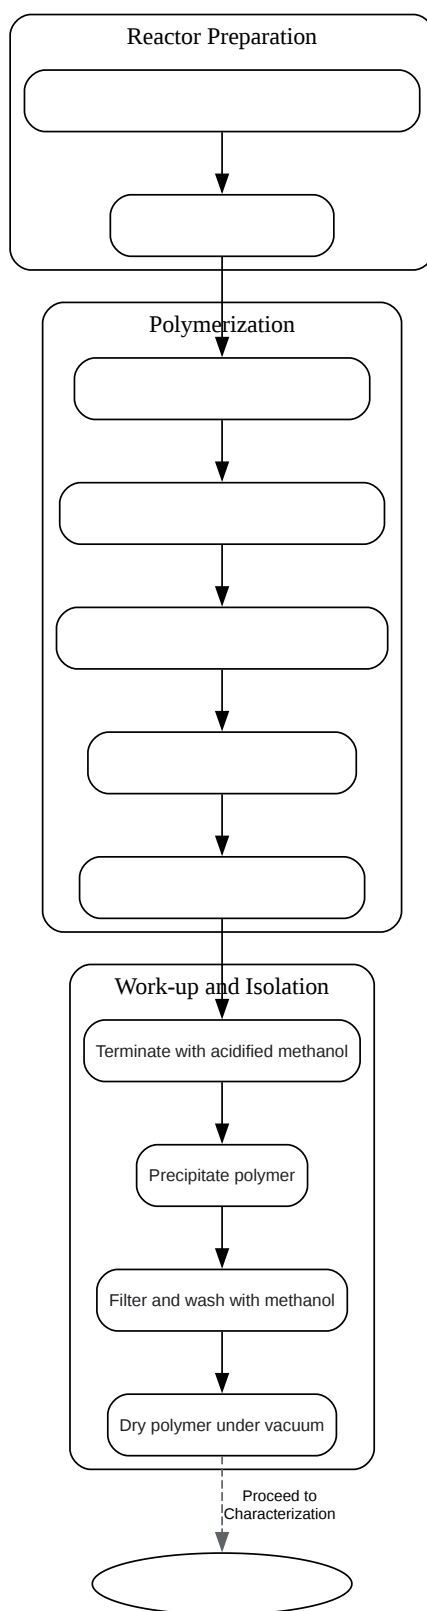 Reactor Preparation
Polymerization
Work-up and Isolation
Terminate with acidified methanol
Precipitate polymer
Filter and wash with methanol
Dry polymer under vacuum
Proceed to
Characterization